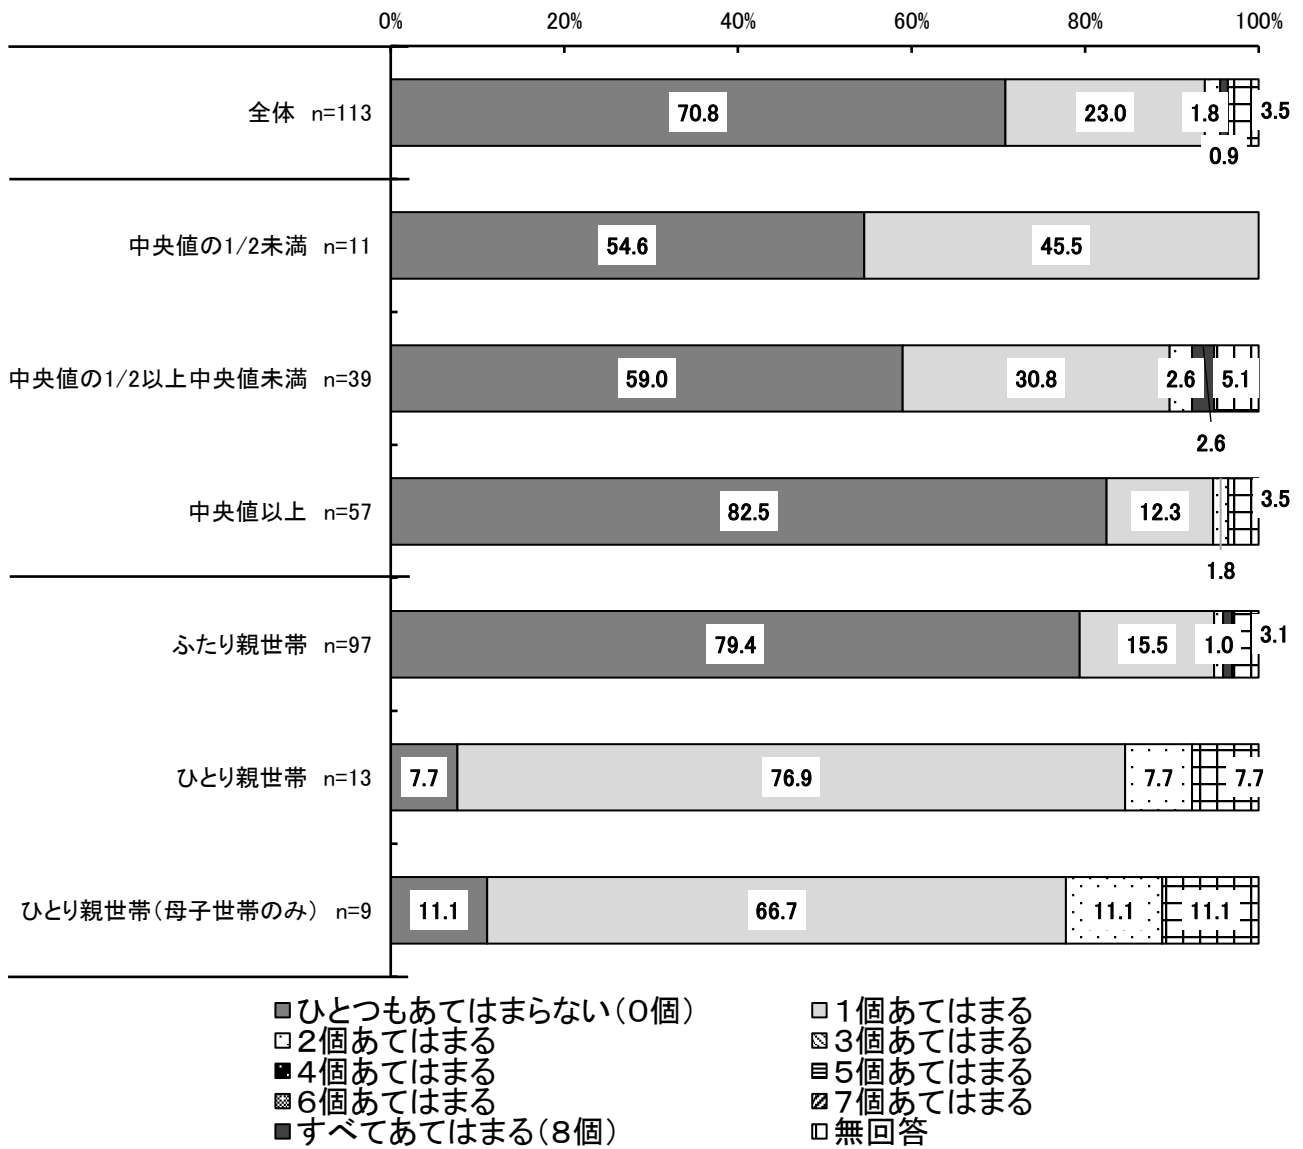 0% 20% 40% 60% 80% 100%
全体 n=113 70.8 23.0 1.8 3.5
0.9
中央値の1/2未満 n=11 54.6 45.5
中央値の1/2以上中央値未満 n=39 59.0 30.8 2.6 5.1
2.6
中央値以上 n=57 82.5 12.3 3.5
1.8
ふたり親世帯 n=97 79.4 15.5 1.0 3.1
ひとり親世帯 n=13 7.7 76.9 7.7 7.7
ひとり親世帯(母子世帯のみ) n=9 11.1 66.7 11.1 11.1
ひとつもあてはまらない(0個) 1個あてはまる
2個あてはまる 3個あてはまる
4個あてはまる 5個あてはまる
6個あてはまる 7個あてはまる
すべてあてはまる(8個) 無回答